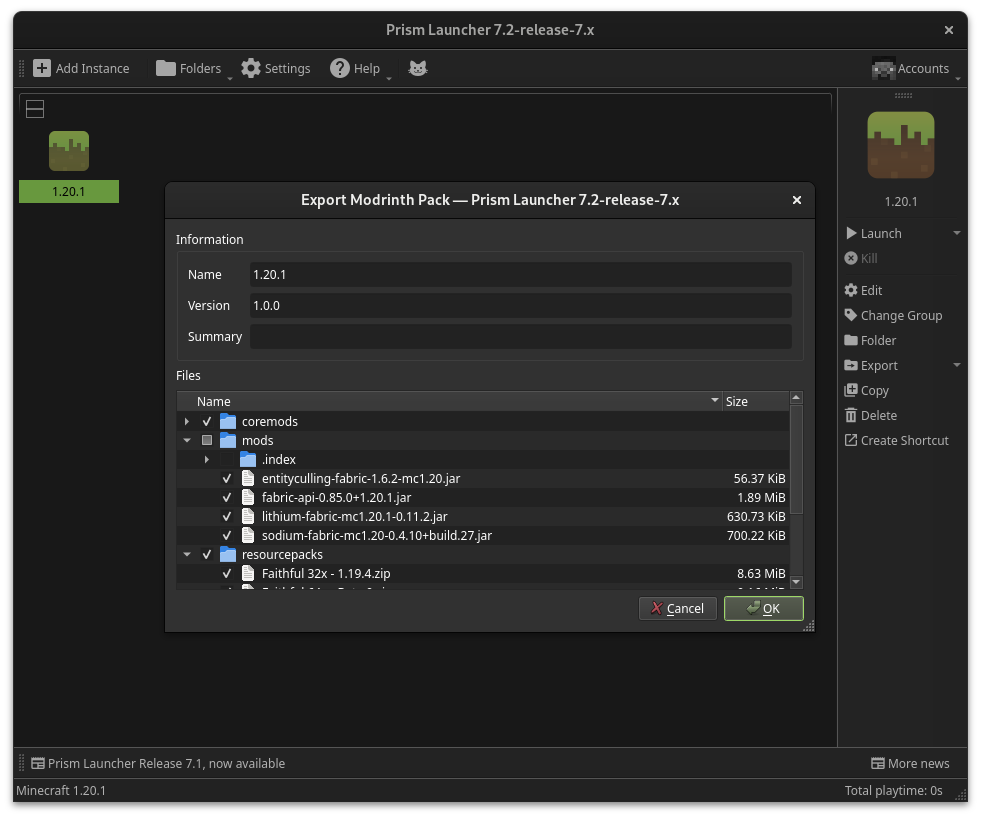 Prism Launcher 7.2-release-7.x
Add Instance Folders Settings Help Accounts
1.20.1
1.20.1
Launch
Kill
Edit
Change Group
Folder
Export
Copy
Delete
Create Shortcut
Export Modrinth Pack — Prism Launcher 7.2-release-7.x
Information
Name 1.20.1
Version 1.0.0
Summary
Files
Name Size
coremods
mods
.index
entityculling-fabric-1.6.2-mc1.20.jar 56.37 KiB
fabric-api-0.85.0+1.20.1.jar 1.89 MiB
lithium-fabric-mc1.20.1-0.11.2.jar 630.73 KiB
sodium-fabric-mc1.20-0.4.10+build.27.jar 700.22 KiB
resourcepacks
Faithful 32x - 1.19.4.zip 8.63 MiB
Cancel OK
Prism Launcher Release 7.1, now available More news
Minecraft 1.20.1 Total playtime: 0s